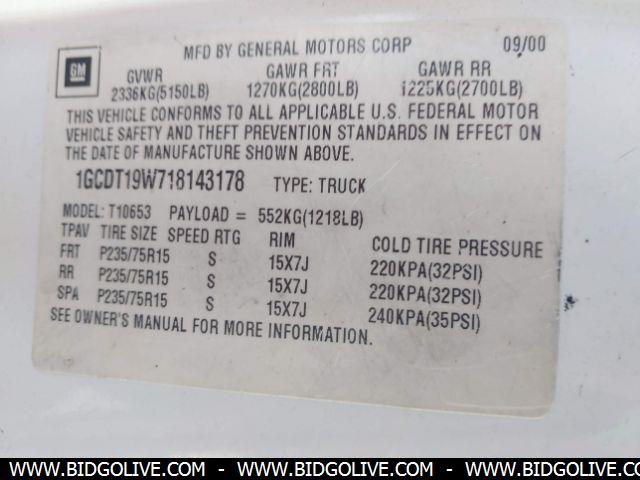 GM
MFD BY GENERAL MOTORS CORP 09/00
GVWR GAWR FRT GAWR RR
2336KG(5150LB) 1270KG(2800LB) 1225KG(2700LB)
THIS VEHICLE CONFORMS TO ALL APPLICABLE U.S. FEDERAL MOTOR
VEHICLE SAFETY AND THEFT PREVENTION STANDARDS IN EFFECT ON
THE DATE OF MANUFACTURE SHOWN ABOVE.
1GCDT19W718143178 TYPE: TRUCK
MODEL: T10653 PAYLOAD = 552KG(1218LB)
TPAV TIRE SIZE SPEED RTG RIM COLD TIRE PRESSURE
FRT P235/75R15 S 15X7J 220KPA(32PSI)
RR P235/75R15 S 15X7J 220KPA(32PSI)
SPA P235/75R15 S 15X7J 240KPA(35PSI)
SEE OWNER'S MANUAL FOR MORE INFORMATION.
WWW.BIDGOLIVE.COM - WWW.BIDGOLIVE.COM - WWW.BIDGOLIVE.COM